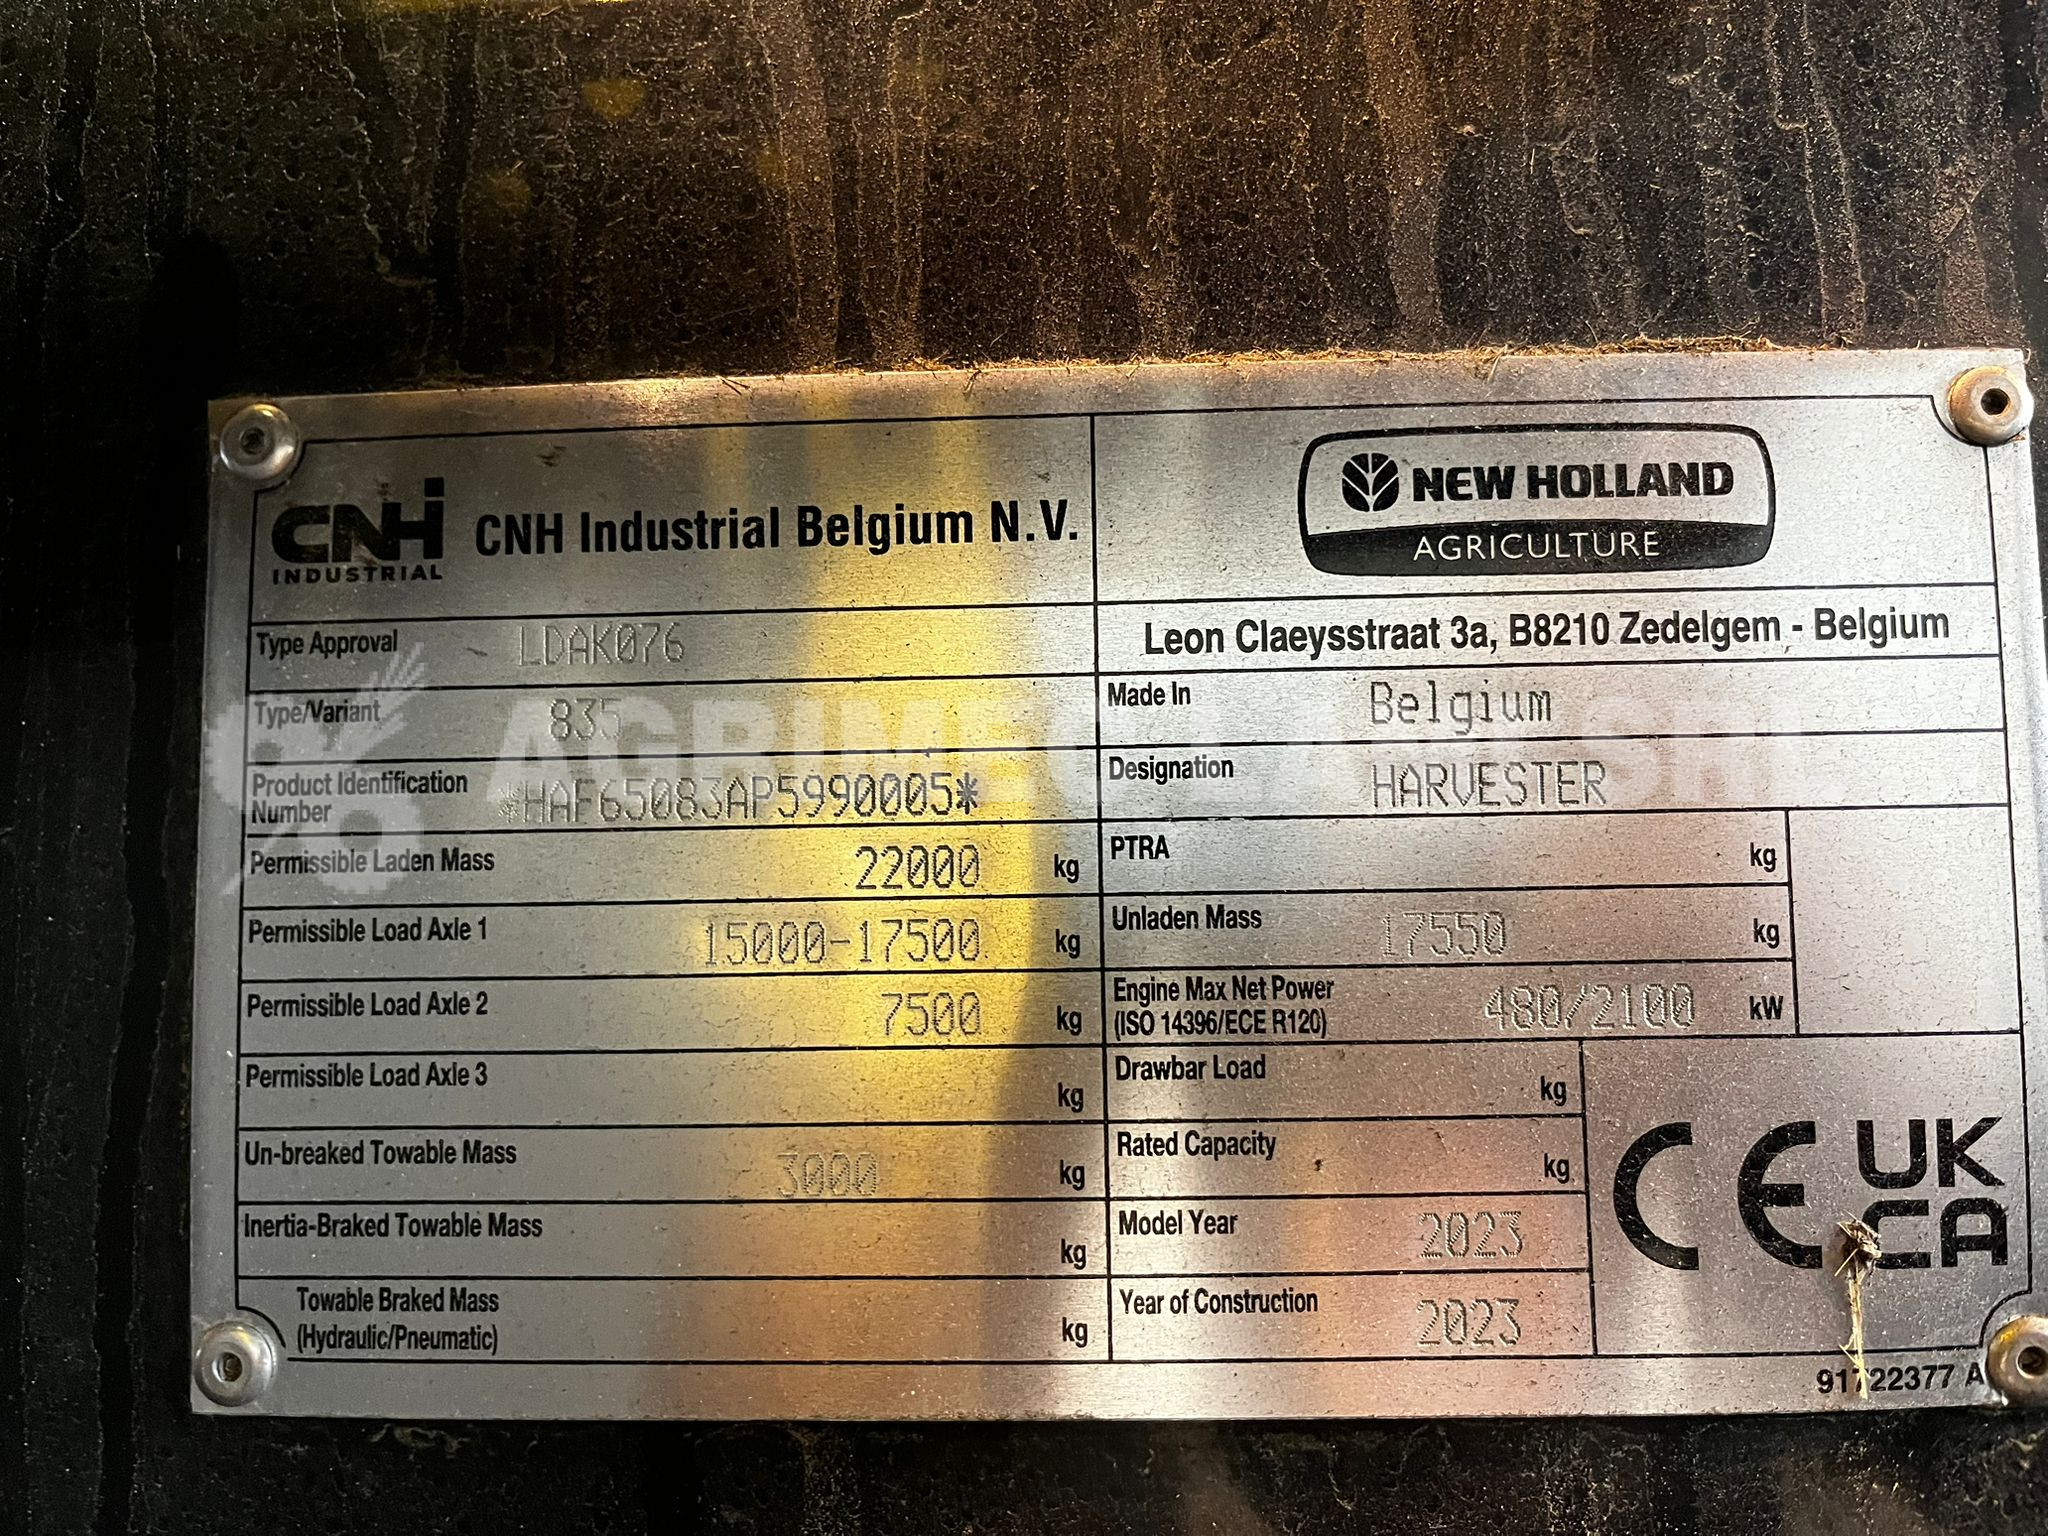 CNH
INDUSTRIAL
CNH Industrial Belgium N.V.
NEW HOLLAND
AGRICULTURE
Leon Claeysstraat 3a, B8210 Zedelgem - Belgium
Type Approval LDAK076
Type/Variant 835
Product Identification
Number *HAF65083AP5990005*
Permissible Laden Mass 22000 kg
Permissible Load Axle 1 15000-17500 kg
Permissible Load Axle 2 7500 kg
Permissible Load Axle 3 kg
Un-breaked Towable Mass 3000 kg
Inertia-Braked Towable Mass kg
Towable Braked Mass
(Hydraulic/Pneumatic) kg
Made In Belgium
Designation HARVESTER
PTRA kg
Unladen Mass 17550 kg
Engine Max Net Power
(ISO 14396/ECE R120) 480/2100 kW
Drawbar Load kg
Rated Capacity kg
Model Year 2023
Year of Construction 2023
CE UK
CA
91722377 A